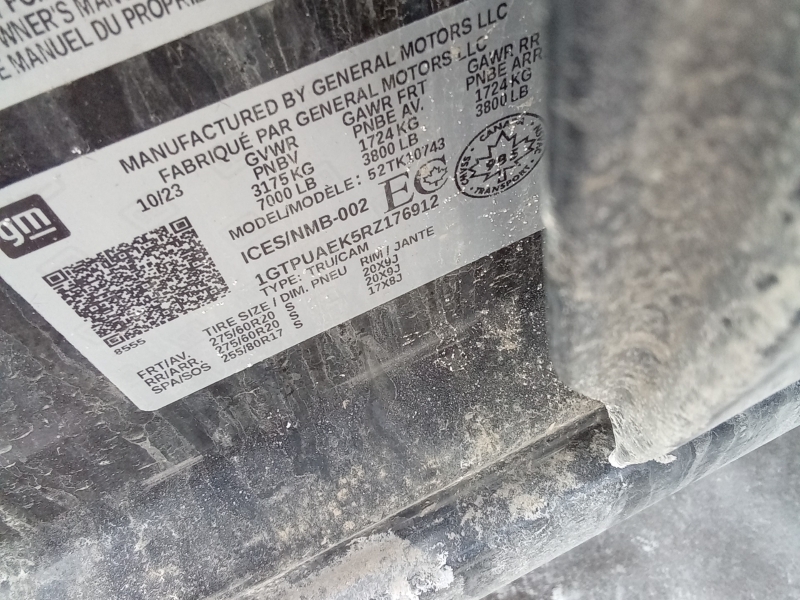 OWNER'S MANU
E MANUEL DU PROPRIÉ
gm
MANUFACTURED BY GENERAL MOTORS LLC
FABRIQUÉ PAR GENERAL MOTORS LLC
10/23 GVWR GAWR FRT GAWR RR
PNBV PNBE AV. PNBE ARR
3175 KG 1724 KG 1724 KG
7000 LB 3800 LB 3800 LB
MODEL/MODÈLE: 52TK10743
ICES/NMB-002 EC
CANADA
TRANSPORT
1GTPUAEK5RZ176912
TYPE: TRU/CAM
TIRE SIZE / DIM. PNEU RIM / JANTE
FRT/AV. 275/60R20 S 20X9J
RR/ARR. 275/60R20 S 20X9J
SPA/SOS 255/80R17 S 17X8J
8555